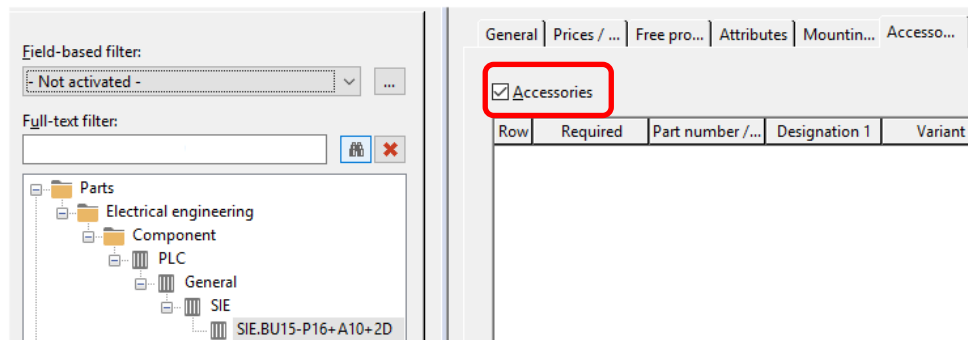 Field-based filter:
- Not activated -
...
Full-text filter:
Parts
Electrical engineering
Component
PLC
General
SIE
SIE.BU15-P16+A10+2D
General Prices / ... Free pro... Attributes Mountin... Accesso...
Accessories
Row Required Part number /... Designation 1 Variant